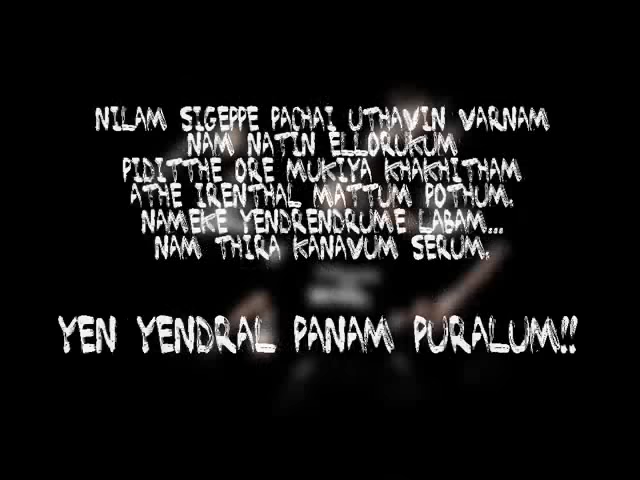 NILAM SIGEPPE PACHAI UTHAVIN VARNAM
NAM NATIN ELLORUKUM
PIDITTHE ORE MUKIYA KHAKHITHAM
ATHE IRENTHAL MATTUM POTHUM.
NAMEKE YENDRENDRUME LABAM...
NAM THIRA KANAVUM SERUM.
YEN YENDRAL PANAM PURALUM!!